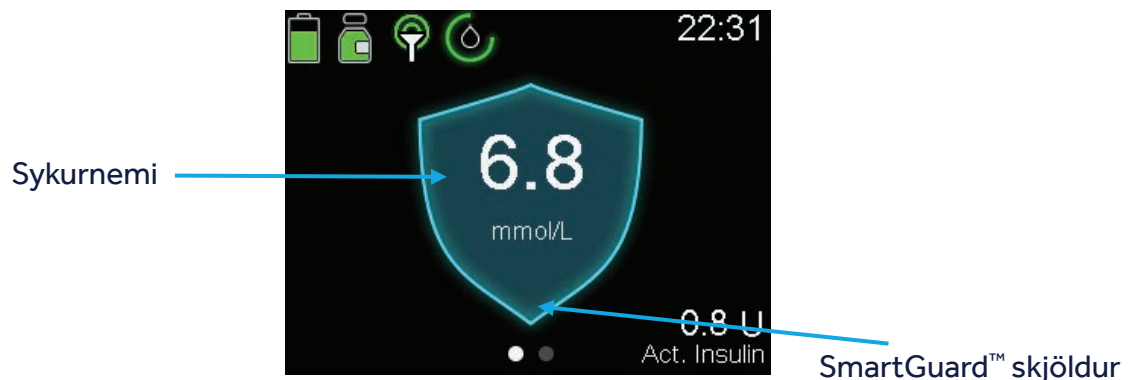 22:31
Sykurnemi
6.8
mmol/L
0.8 U
Act. Insulin
SmartGuard™ skjöldur